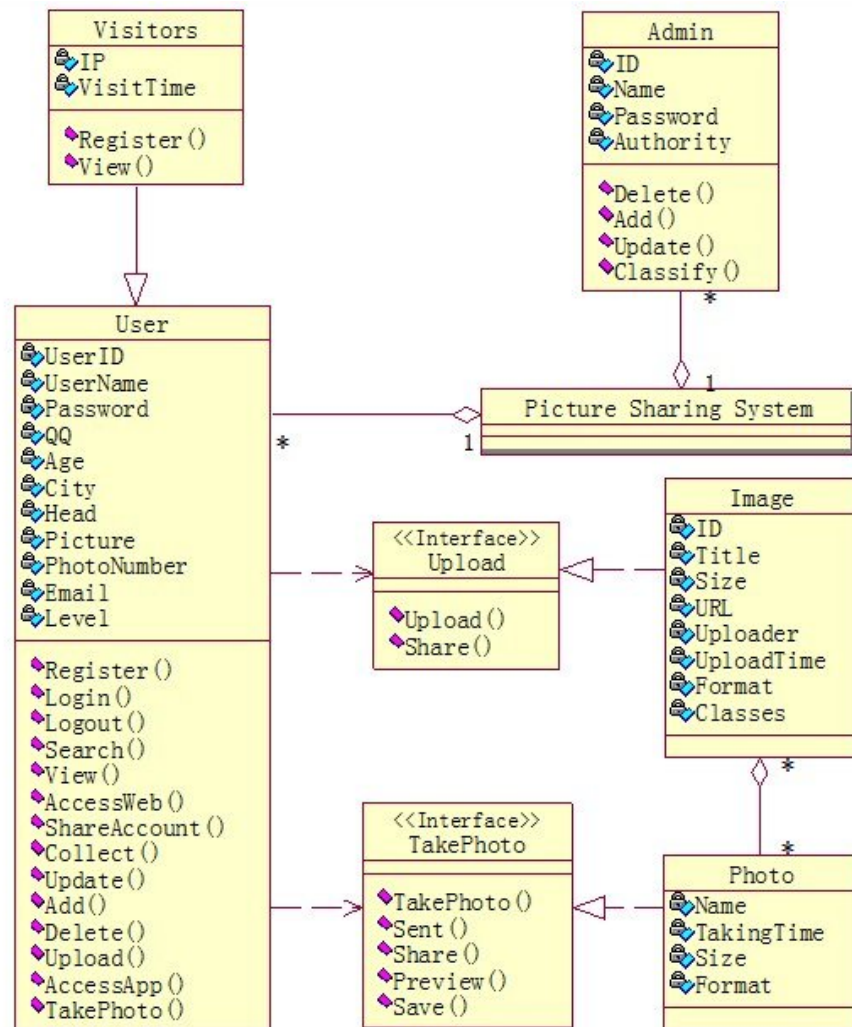 Visitors
IP
VisitTime
Register()
View()
Admin
ID
Name
Password
Authority
Delete()
Add()
Update()
Classify()
*
1
Picture Sharing System
1
*
User
UserID
UserName
Password
QQ
Age
City
Head
Picture
PhotoNumber
Email
Level
Register()
Login()
Logout()
Search()
View()
AccessWeb()
ShareAccount()
Collect()
Update()
Add()
Delete()
Upload()
AccessApp()
TakePhoto()
<<Interface>>
Upload
Upload()
Share()
Image
ID
Title
Size
URL
Uploader
UploadTime
Format
Classes
*
*
<<Interface>>
TakePhoto
TakePhoto()
Sent()
Share()
Preview()
Save()
Photo
Name
TakingTime
Size
Format